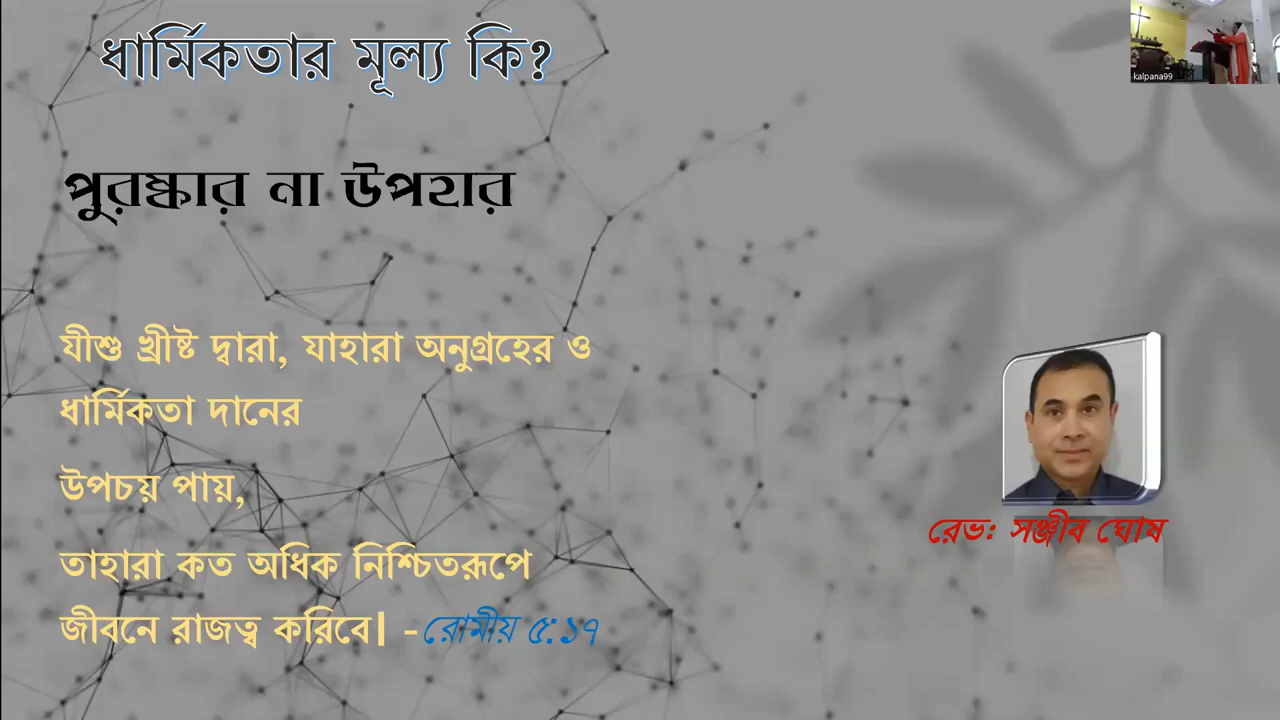 ধার্মিকতার মূল্য কি?
kalpana99
পুরষ্কার না উপহার
যীশু খ্রীষ্ট দ্বারা, যাহারা অনুগ্রহের ও
ধার্মিকতা দানের
উপচয় পায়,
তাহারা কত অধিক নিশ্চিতরূপে
জীবনে রাজত্ব করিবে। -রোমীয় ৫:১৭
রেভঃ সঞ্জীব ঘোষ